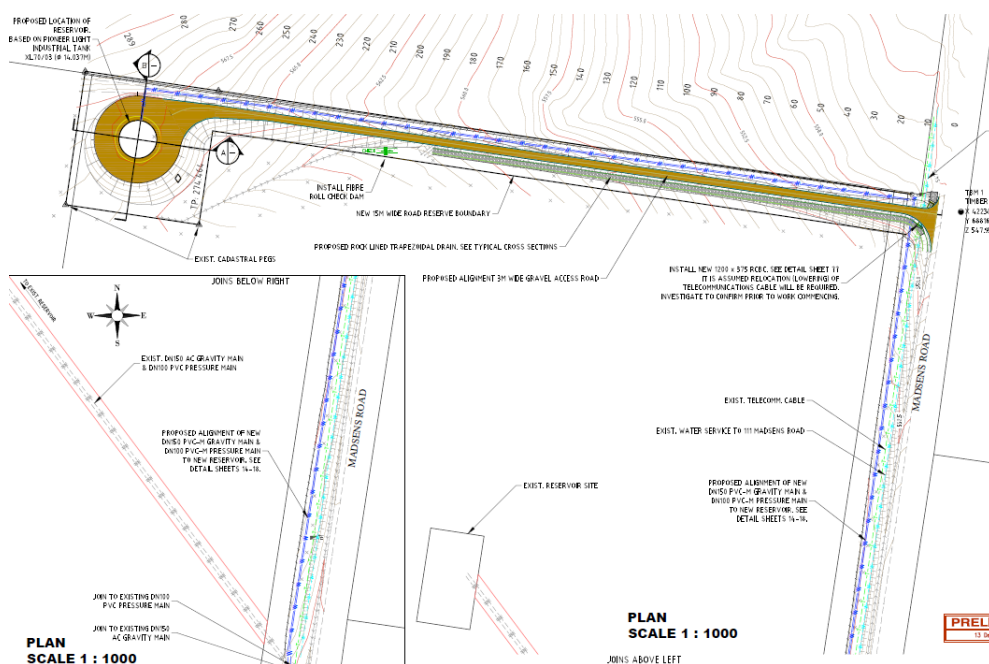 PROPOSED LOCATION OF
RESERVOIR.
BASED ON PIONEER LIGHT
INDUSTRIAL TANK
XL70/03 (Ø 14.037M)
B
A
289
280
270
260
250
240
230
220
210
200
190
180
170
160
150
140
130
120
110
100
90
80
70
60
50
40
30
20
10
0
I.P. 274.464
INSTALL FIBRE
ROLL CHECK DAM
NEW 15M WIDE ROAD RESERVE BOUNDARY
PROPOSED ROCK LINED TRAPEZOIDAL DRAIN, SEE TYPICAL CROSS SECTIONS
PROPOSED ALIGNMENT 3M WIDE GRAVEL ACCESS ROAD
EXIST. CADASTRAL PEGS
TBM 1
TIMBER
INSTALL NEW 1200 x 375 RCBC. SEE DETAIL SHEET 17
IT IS ASSUMED RELOCATION (LOWERING) OF
TELECOMMUNICATIONS CABLE WILL BE REQUIRED.
INVESTIGATE TO CONFIRM PRIOR TO WORK COMMENCING.
MADSENS ROAD
EXIST. TELECOMM. CABLE
EXIST. WATER SERVICE TO 111 MADSENS ROAD
PROPOSED ALIGNMENT OF NEW
DN150 PVC-M GRAVITY MAIN &
DN100 PVC-M PRESSURE MAIN
TO NEW RESERVOIR. SEE
DETAIL SHEETS 14-16.
JOINS BELOW RIGHT
TO EXIST. RESERVOIR
N
W
E
S
EXIST. DN150 AC GRAVITY MAIN
& DN100 PVC PRESSURE MAIN
PROPOSED ALIGNMENT OF NEW
DN150 PVC-M GRAVITY MAIN &
DN100 PVC-M PRESSURE MAIN
TO NEW RESERVOIR. SEE
DETAIL SHEETS 14-16.
MADSENS ROAD
EXIST. RESERVOIR SITE
JOIN TO EXISTING DN100
PVC PRESSURE MAIN
JOIN TO EXISTING DN150
AC GRAVITY MAIN
PLAN
SCALE 1 : 1000
PLAN
SCALE 1 : 1000
JOINS ABOVE LEFT
PREL